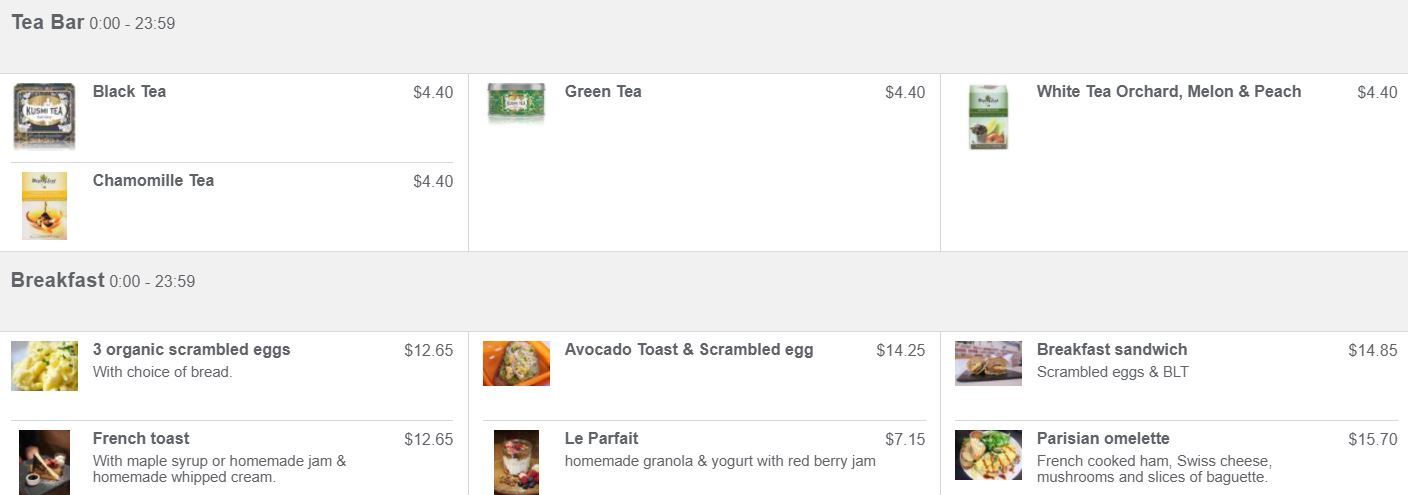 Tea Bar 0:00 - 23:59
Black Tea $4.40
Green Tea $4.40
White Tea Orchard, Melon & Peach $4.40
KUSMI TEA
KUSMI TEA
Chamomille Tea $4.40
Breakfast 0:00 - 23:59
3 organic scrambled eggs $12.65
With choice of bread.
Avocado Toast & Scrambled egg $14.25
Breakfast sandwich $14.85
Scrambled eggs & BLT
French toast $12.65
With maple syrup or homemade jam &
homemade whipped cream.
Le Parfait $7.15
homemade granola & yogurt with red berry jam
Parisian omelette $15.70
French cooked ham, Swiss cheese,
mushrooms and slices of baguette.